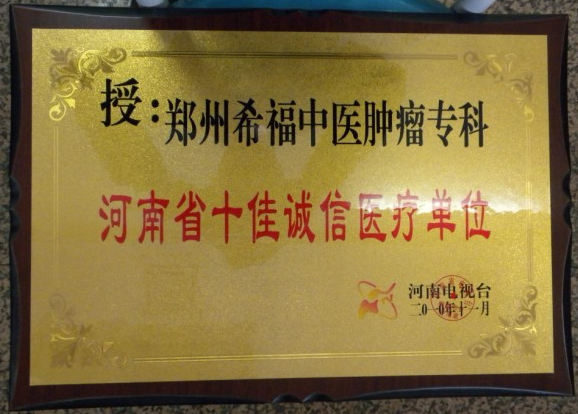 授:郑州希福中医肿瘤专科
河南省十佳诚信医疗单位
河南电视台
二〇一〇年十一月